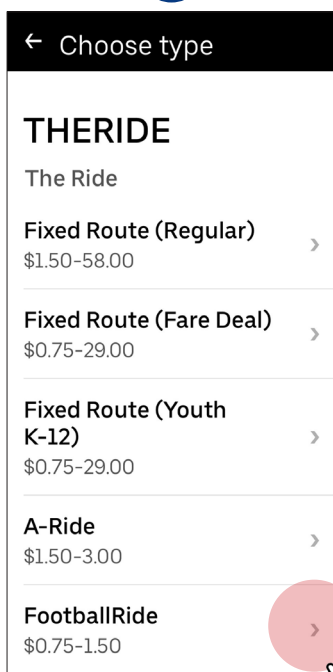 Choose type
THERIDE
The Ride
Fixed Route (Regular)
$1.50-58.00
Fixed Route (Fare Deal)
$0.75-29.00
Fixed Route (Youth
K-12)
$0.75-29.00
A-Ride
$1.50-3.00
FootballRide
$0.75-1.50